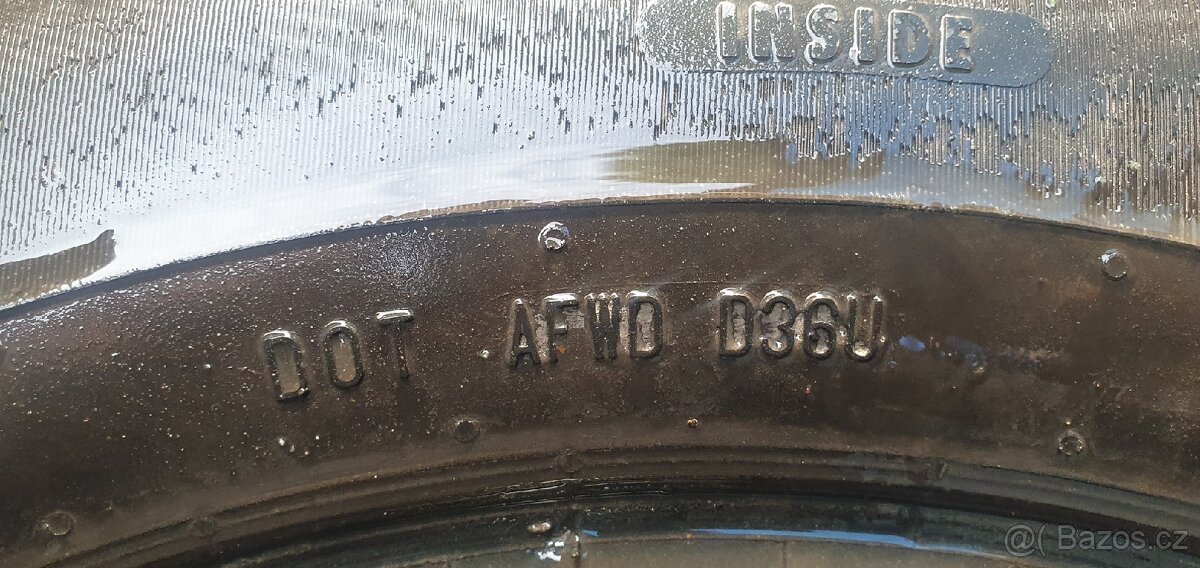 INSIDE
DOT AFWD D36U
@( Bazos.cz